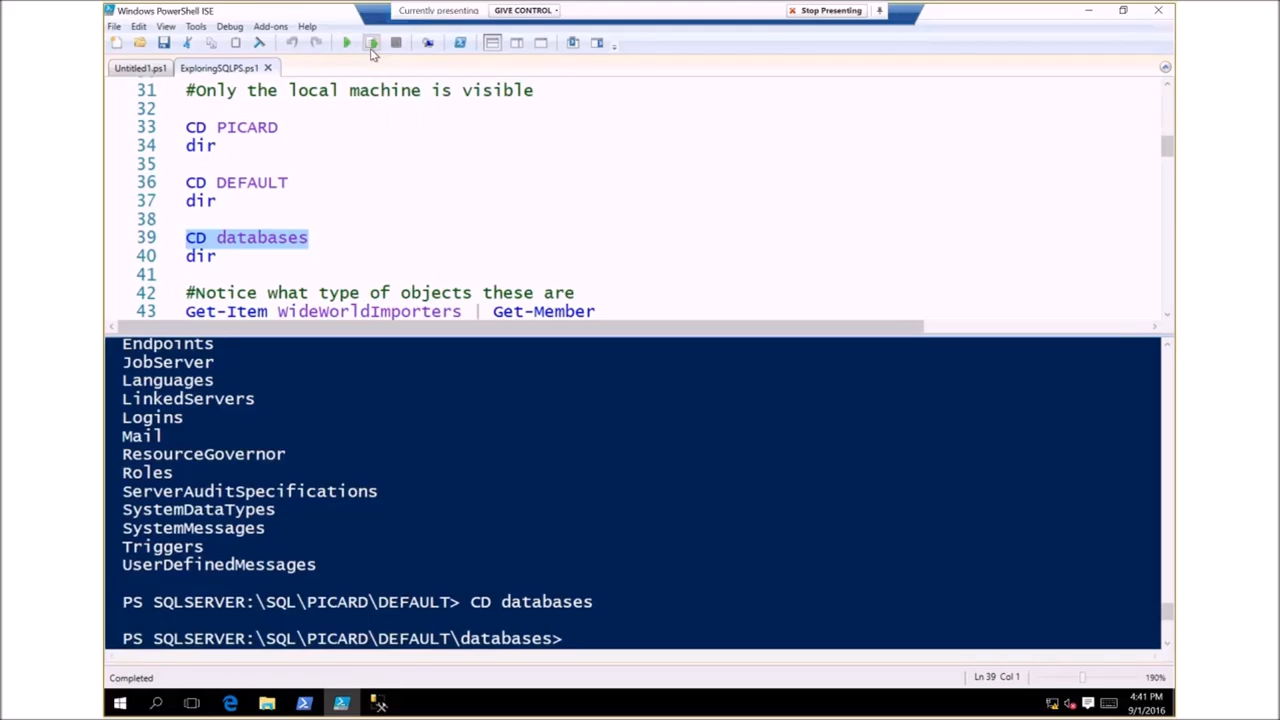 Windows PowerShell ISE
Currently presenting
GIVE CONTROL
Stop Presenting
File Edit View Tools Debug Add-ons Help
Untitled1.ps1
ExploringSQLPS.ps1
31 #Only the local machine is visible
32
33 CD PICARD
34 dir
35
36 CD DEFAULT
37 dir
38
39 CD databases
40 dir
41
42 #Notice what type of objects these are
43 Get-Item WideWorldImporters | Get-Member
Endpoints
JobServer
Languages
LinkedServers
Logins
Mail
ResourceGovernor
Roles
ServerAuditSpecifications
SystemDataTypes
SystemMessages
Triggers
UserDefinedMessages
PS SQLSERVER:\SQL\PICARD\DEFAULT> CD databases
PS SQLSERVER:\SQL\PICARD\DEFAULT\databases>
Completed
Ln 39 Col 1
190%
4:41 PM
9/1/2016